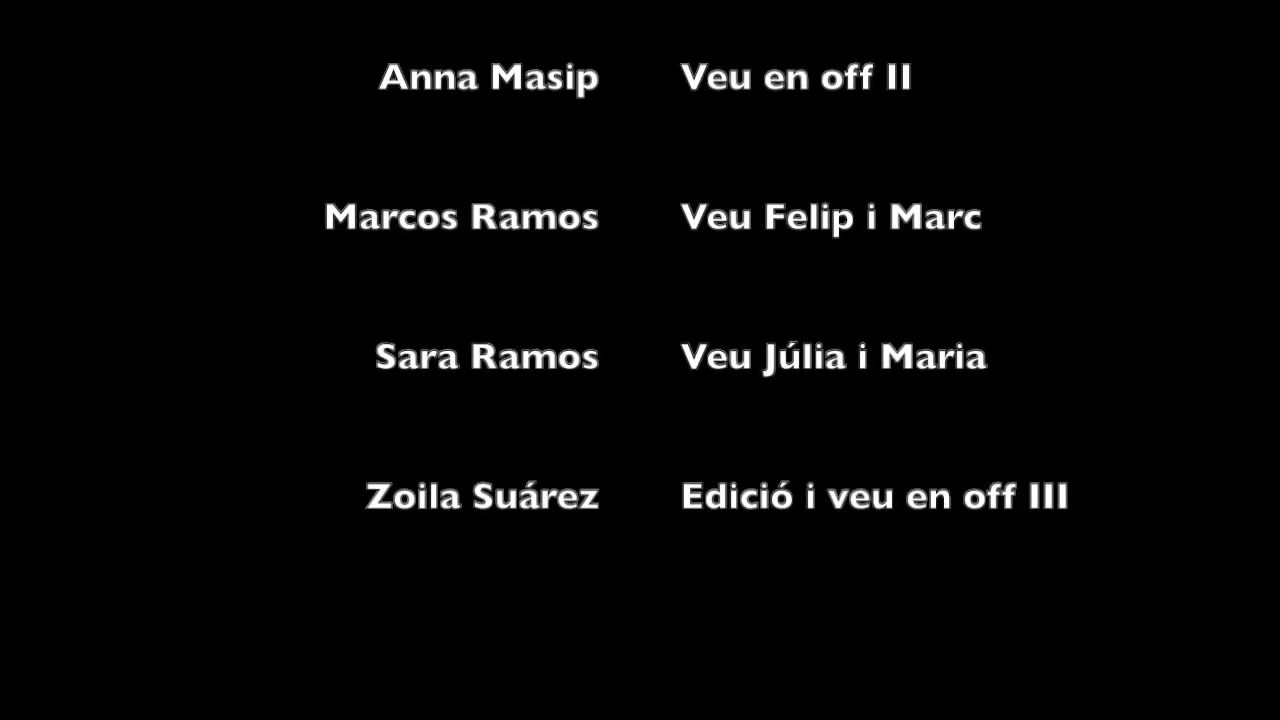 Anna Masip Veu en off II
Marcos Ramos Veu Felip i Marc
Sara Ramos Veu Júlia i Maria
Zoila Suárez Edició i veu en off III